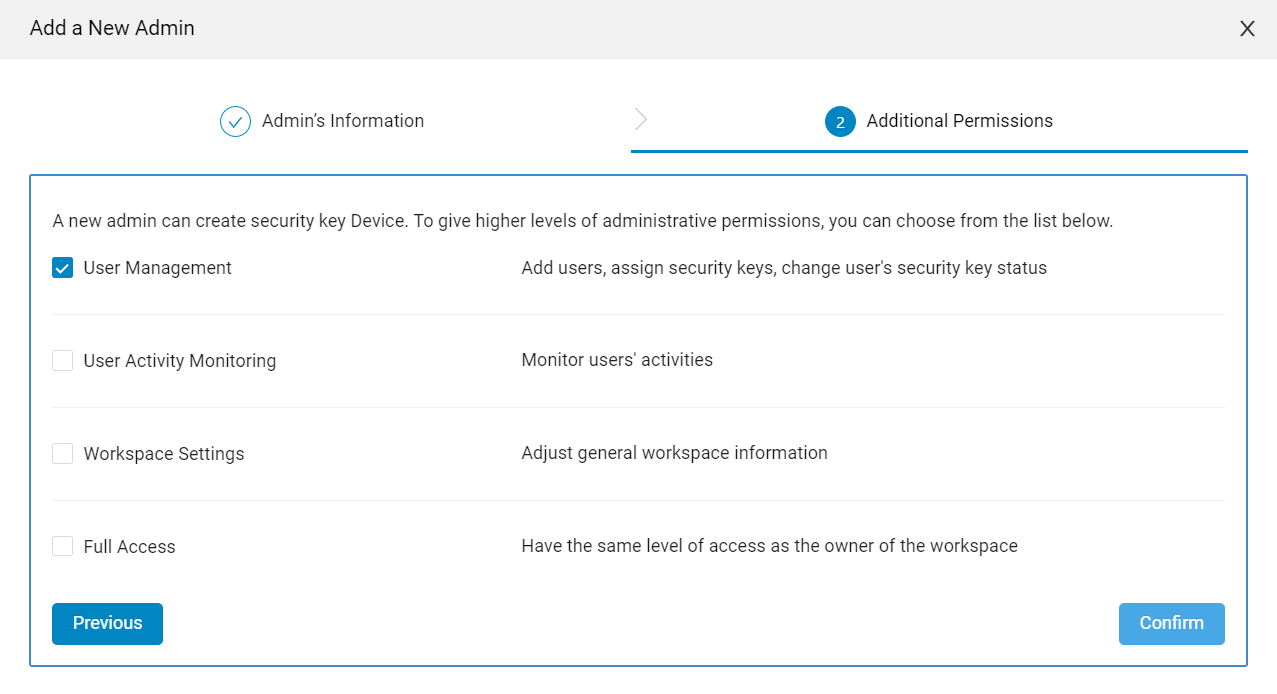 Add a New Admin
Admin’s Information
2 Additional Permissions
A new admin can create security key Device. To give higher levels of administrative permissions, you can choose from the list below.
User Management
Add users, assign security keys, change user's security key status
User Activity Monitoring
Monitor users' activities
Workspace Settings
Adjust general workspace information
Full Access
Have the same level of access as the owner of the workspace
Previous
Confirm